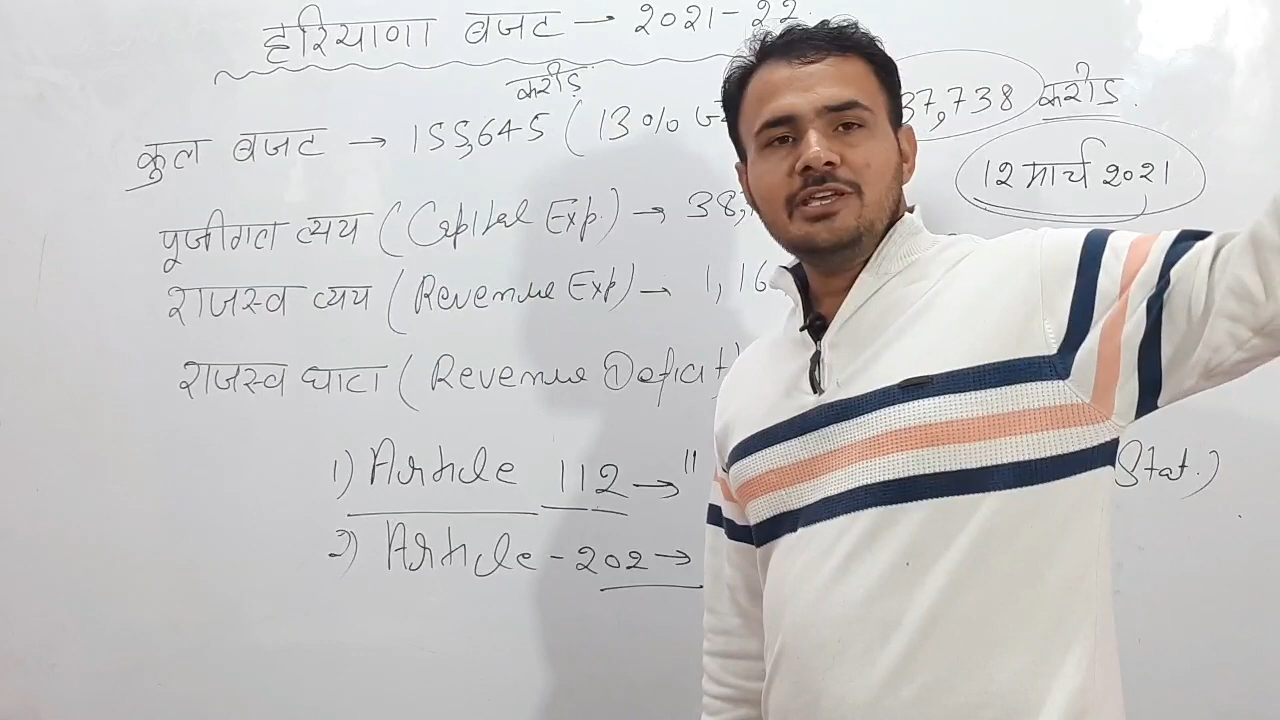 हरियाणा बजट → 2021-22
करोड़
कुल बजट → 155,645 (13% 37,738 करोड़.
12 मार्च 2021
पूजीगत व्यय (Capital Exp.) → 38,
राजस्व व्यय (Revenue Exp) → 1,16
राजस्व घाटा (Revenue Deficit)
1) Article 112 → " Stat.)
2) Article - 202 →